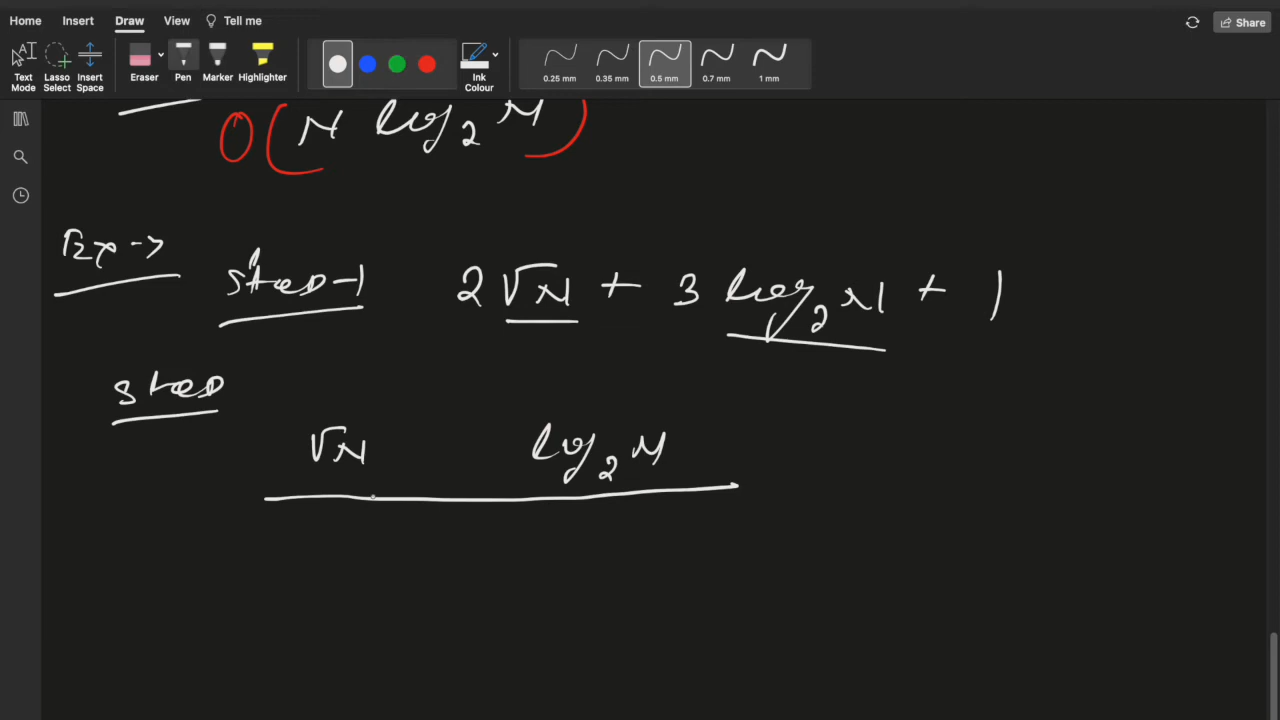 Home Insert Draw View Tell me Share
Text Mode Lasso Select Insert Space Eraser Pen Marker Highlighter Ink Colour 0.25 mm 0.35 mm 0.5 mm 0.7 mm 1 mm
O(N log₂ N)
Ex ->
step-1 2 √N + 3 log₂ N + 1
step
√N log₂ N